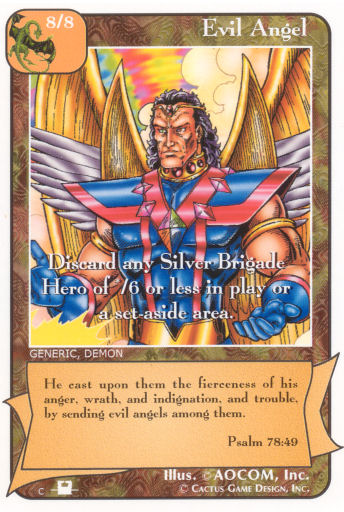 8/8
Evil Angel
Discard any Silver Brigade
Hero of */6 or less in play or
a set-aside area.
GENERIC, DEMON
He cast upon them the fierceness of his
anger, wrath, and indignation, and trouble,
by sending evil angels among them.
Psalm 78:49
Illus. ©AOCOM, Inc.
C
© Cactus Game Design, Inc.